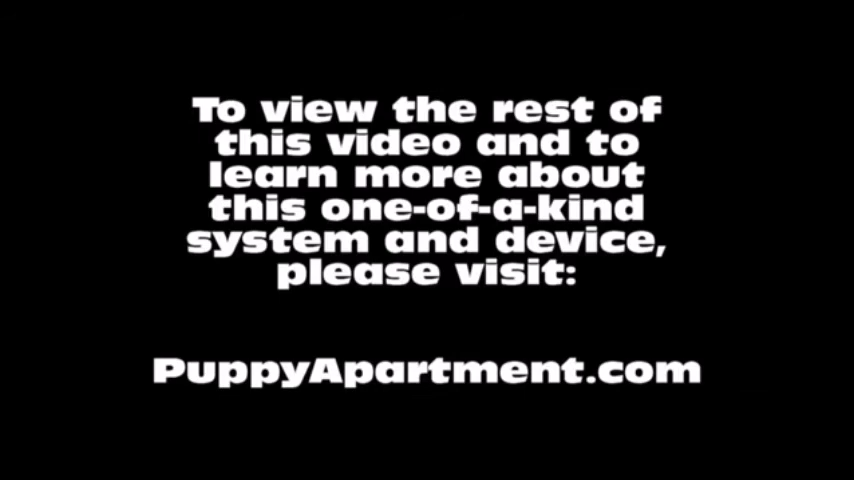 To view the rest of
this video and to
learn more about
this one-of-a-kind
system and device,
please visit:
PuppyApartment.com